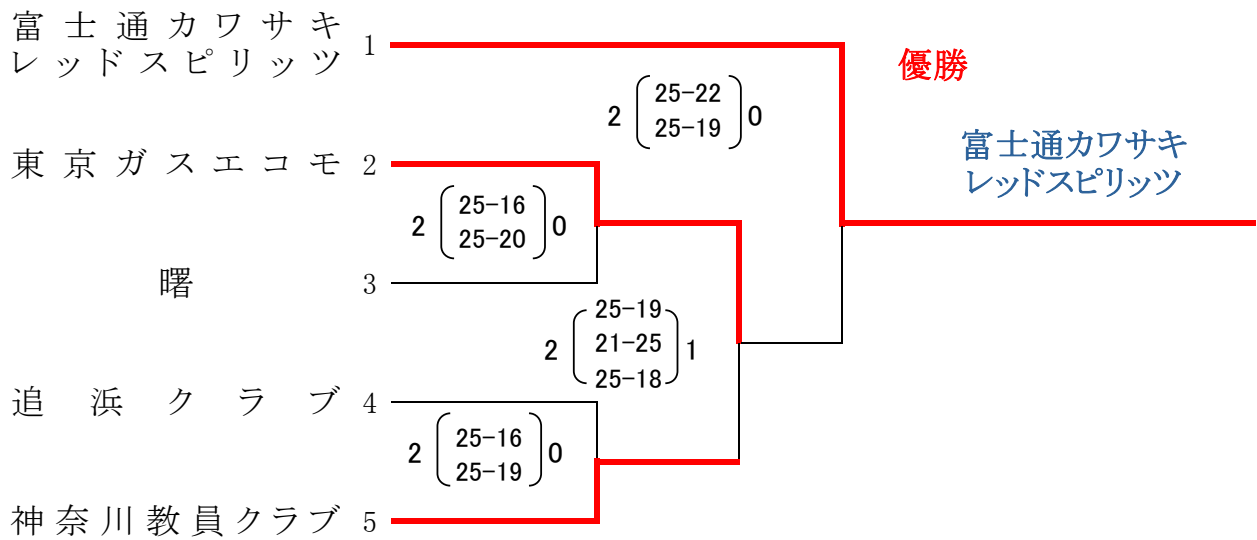 富士通カワサキ
レッドスピリッツ 1
優勝
2 25-22 0
25-19
富士通カワサキ
レッドスピリッツ
東京ガスエコモ 2
2 25-16 0
25-20
曙 3
25-19
2 21-25 1
25-18
追浜クラブ 4
2 25-16 0
25-19
神奈川教員クラブ 5